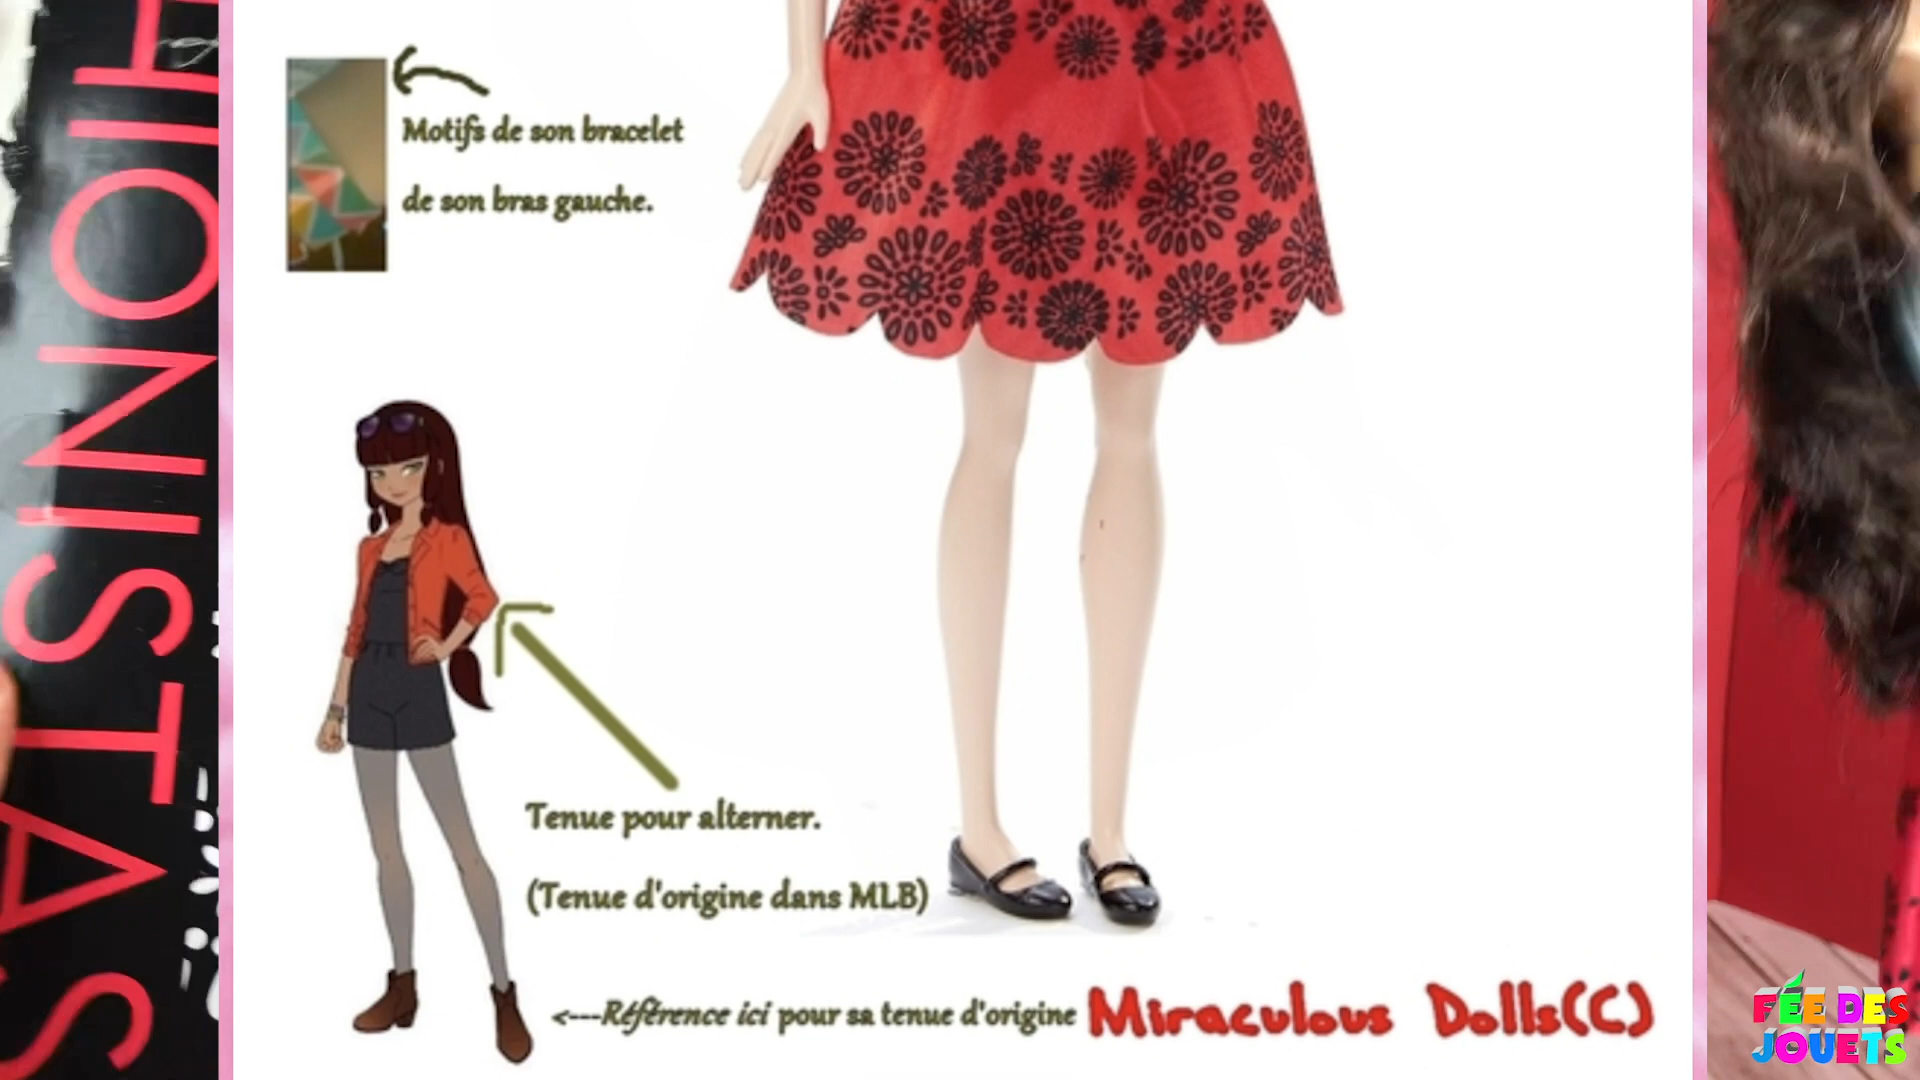 HIONISTAS
Motifs de son bracelet
de son bras gauche.
Tenue pour alterner.
(Tenue d'origine dans MLB)
<---Référence ici pour sa tenue d'origine
Miraculous Dolls(C)
FÉE DES
JOUETS